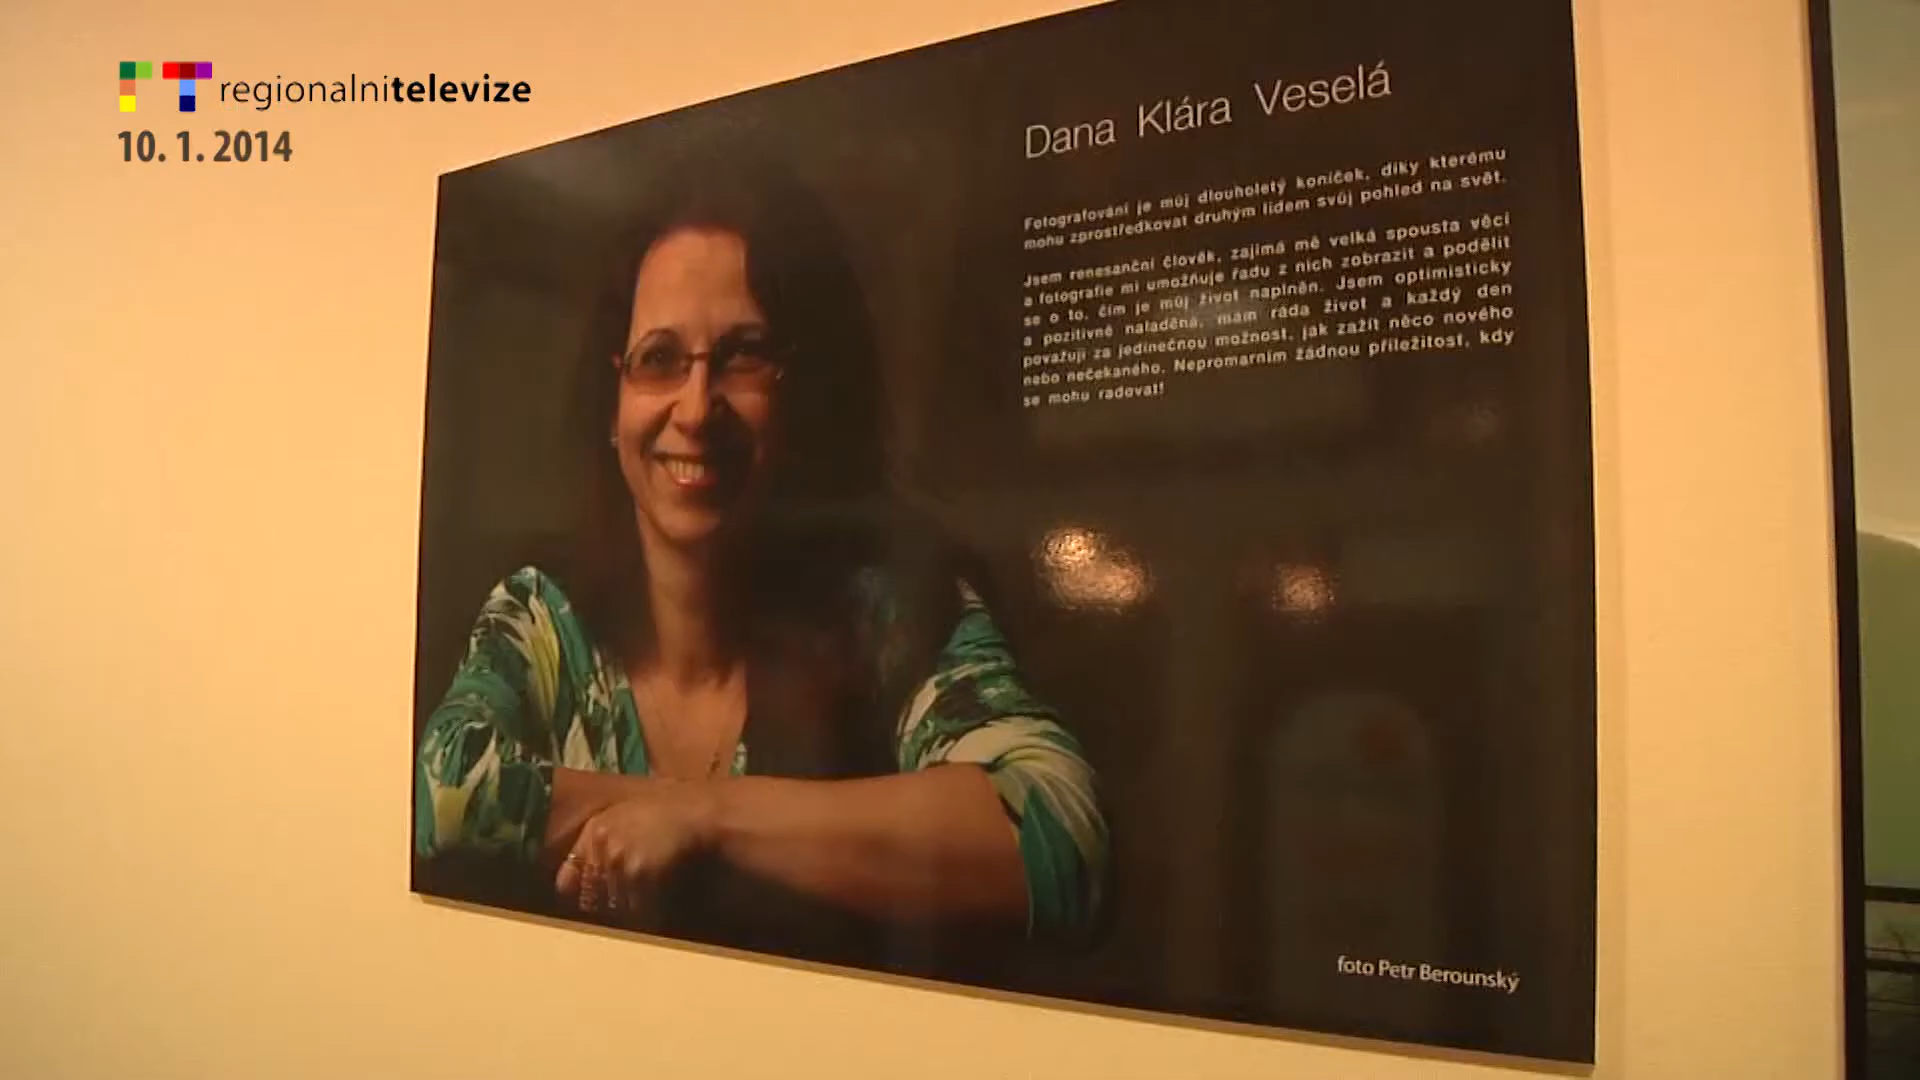 regionalnitelevize
10. 1. 2014
Dana Klára Veselá
Fotografování je můj dlouholetý koníček, díky kterému
mohu zprostředkovat druhým lidem svůj pohled na svět.
Jsem renesanční člověk, zajímá mě velká spousta věcí
a fotografie mi umožňuje řadu z nich zobrazit a podělit
se o to, čím je můj život naplněn. Jsem optimisticky
a pozitivně naladěná, mám ráda život a každý den
považuji za jedinečnou možnost, jak zažít něco nového
nebo nečekaného. Nepromarním žádnou příležitost, kdy
se mohu radovat!
foto Petr Berounský